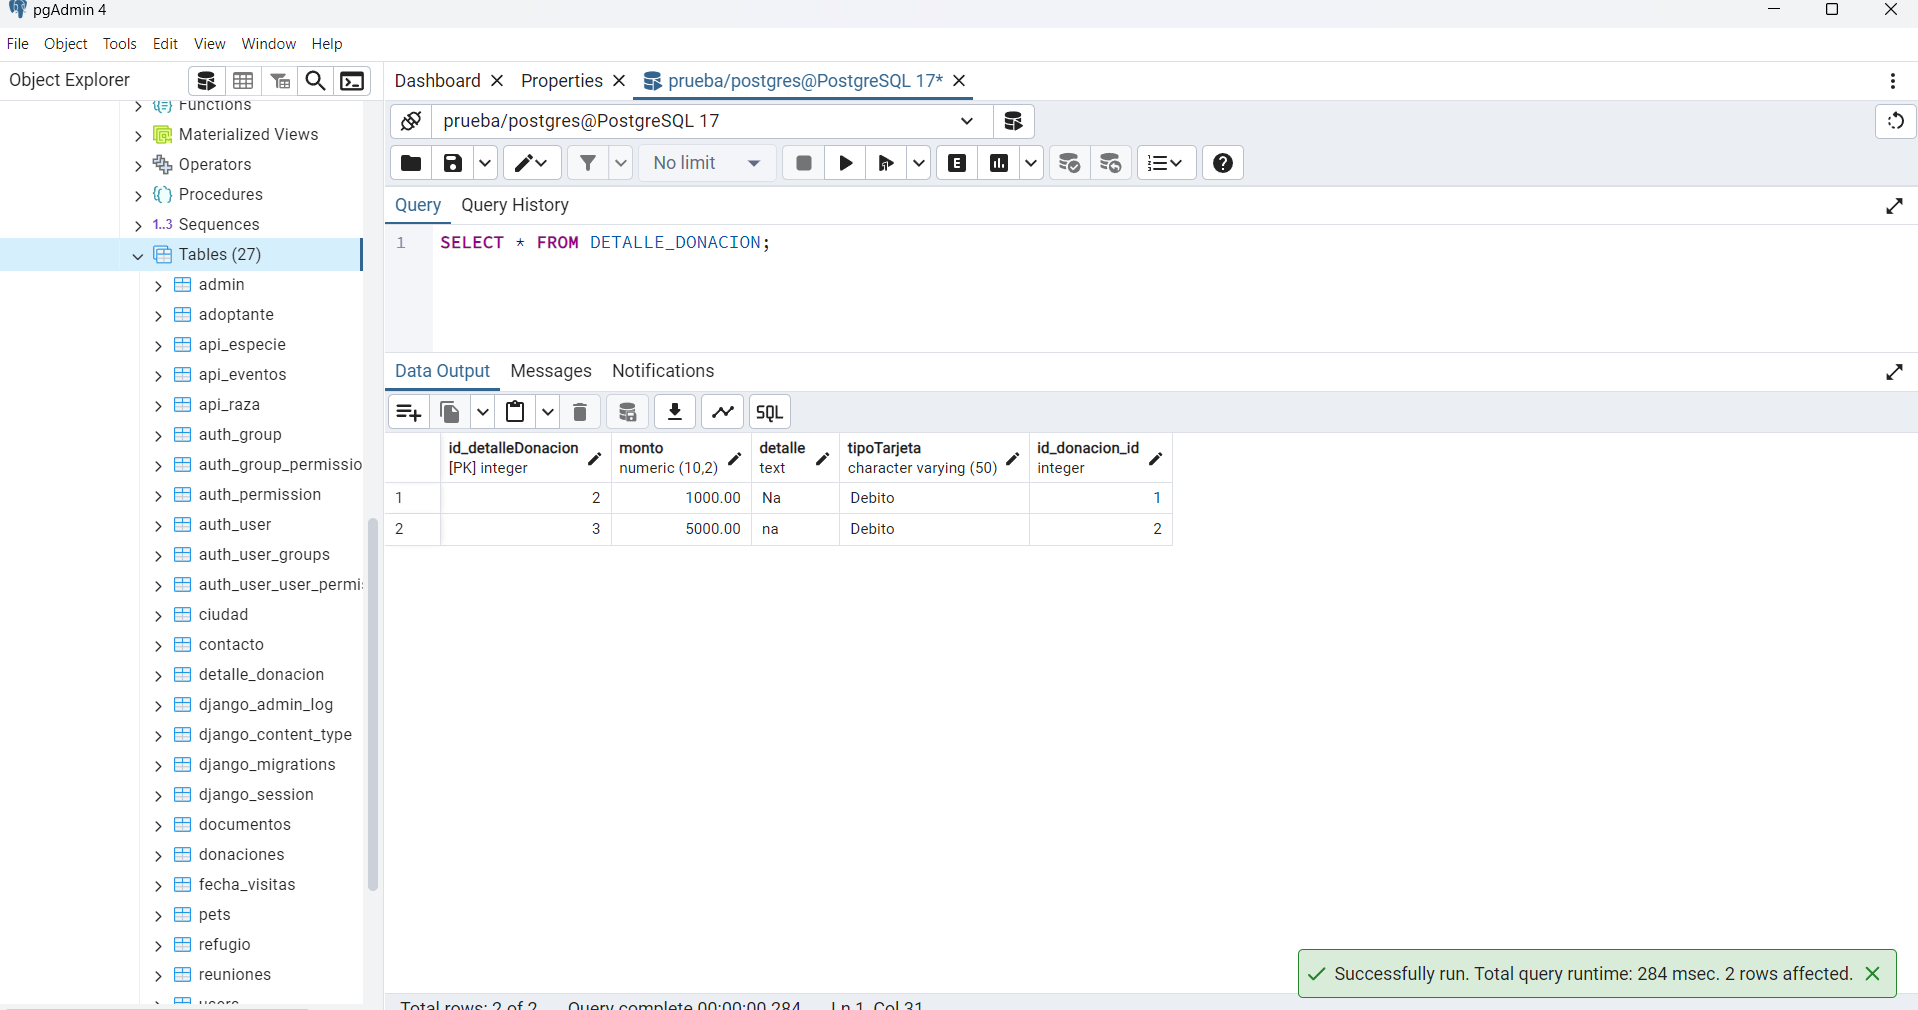 pgAdmin 4
File Object Tools Edit View Window Help
Object Explorer
Functions
Materialized Views
Operators
Procedures
1..3 Sequences
Tables (27)
admin
adoptante
api_especie
api_eventos
api_raza
auth_group
auth_group_permissio
auth_permission
auth_user
auth_user_groups
auth_user_user_permi
ciudad
contacto
detalle_donacion
django_admin_log
django_content_type
django_migrations
django_session
documentos
donaciones
fecha_visitas
pets
refugio
reuniones
users
Dashboard Properties prueba/postgres@PostgreSQL 17*
prueba/postgres@PostgreSQL 17
No limit E
Query Query History
1 SELECT * FROM DETALLE_DONACION;
Data Output Messages Notifications
SQL
id_detalleDonacion monto detalle tipoTarjeta id_donacion_id
[PK] integer numeric (10,2) text character varying (50) integer
1 2 1000.00 Na Debito 1
2 3 5000.00 na Debito 2
Successfully run. Total query runtime: 284 msec. 2 rows affected.
Total rows: 2 of 2 Query complete 00:00:00.284 Ln 1, Col 31